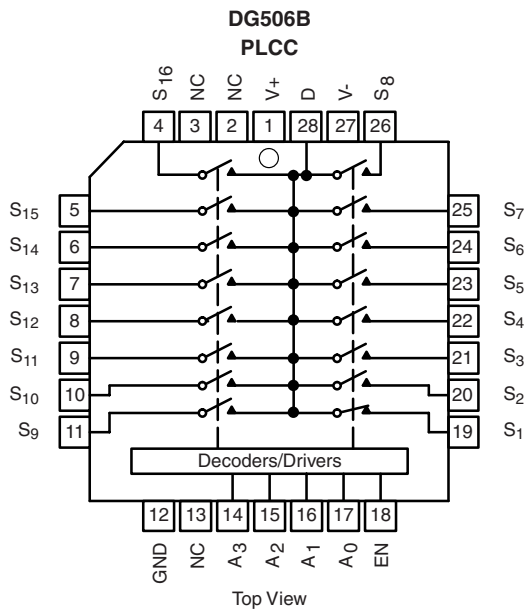 DG506B
PLCC
S16 NC NC V+ D V- S8
4 3 2 1 28 27 26
S15 5 25 S7
S14 6 24 S6
S13 7 23 S5
S12 8 22 S4
S11 9 21 S3
S10 10 20 S2
S9 11 19 S1
Decoders/Drivers
12 13 14 15 16 17 18
GND NC A3 A2 A1 A0 EN
Top View